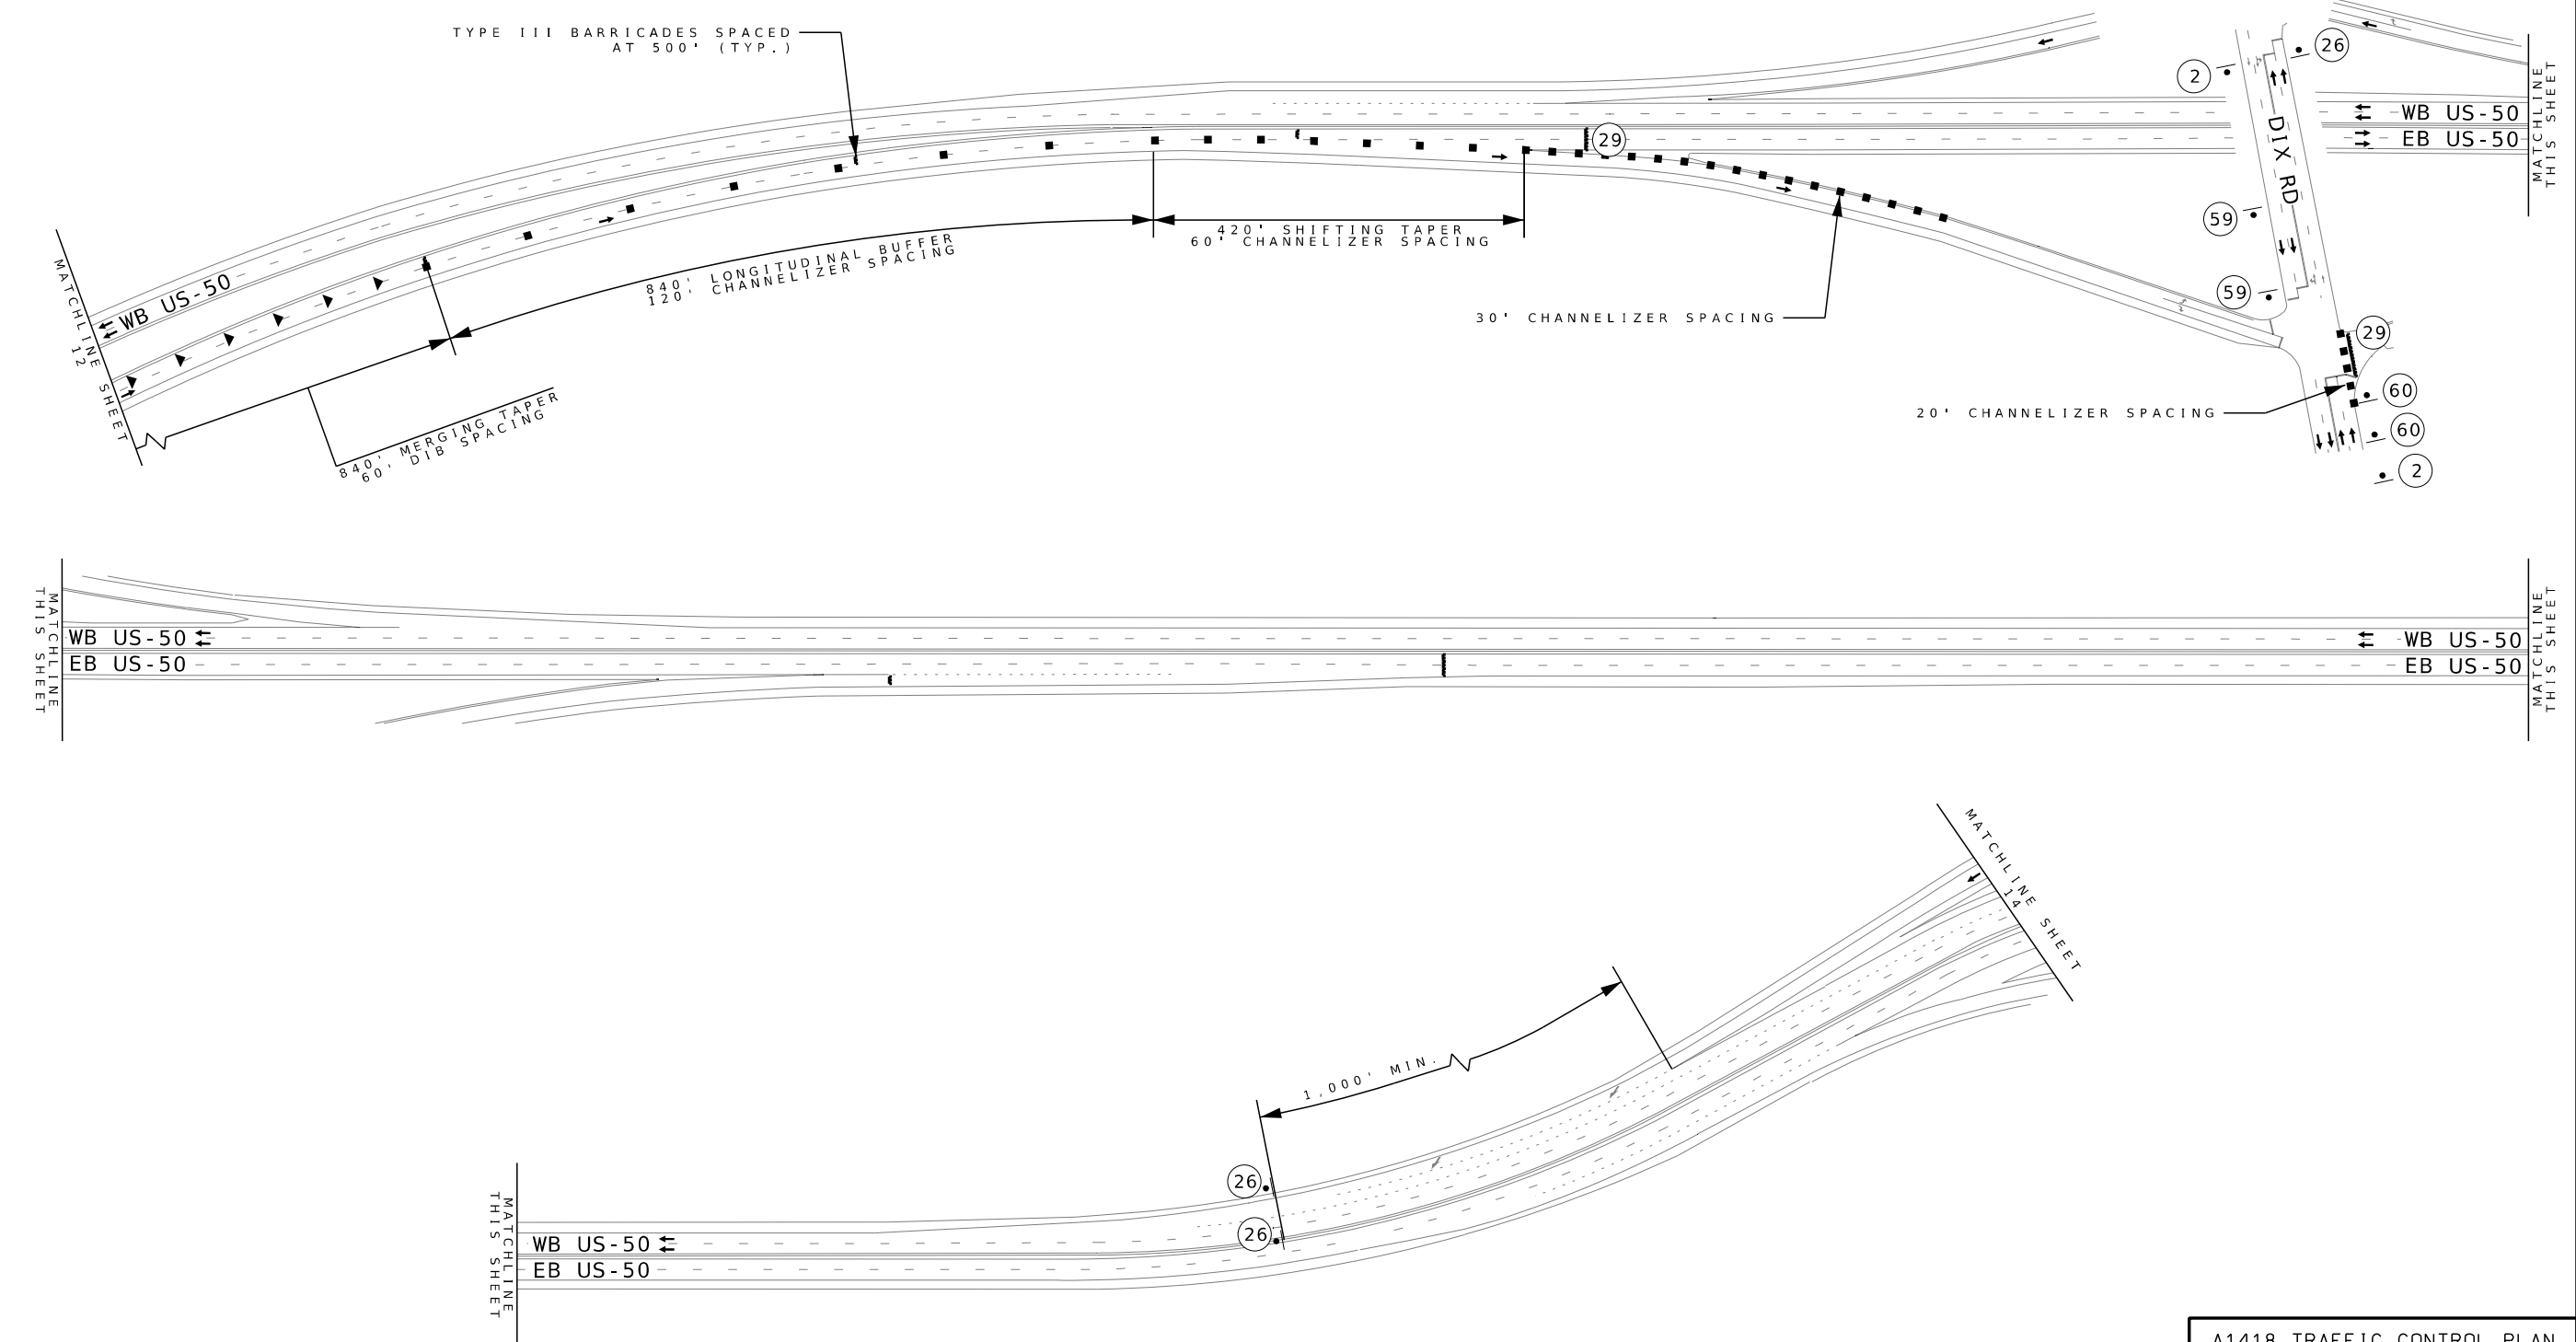 TYPE III BARRICADES SPACED
AT 500' (TYP.)
26
2
WB US-50
EB US-50
MATCHLINE
THIS SHEET
DIX RD
29
59
59
29
60
60
2
420' SHIFTING TAPER
60' CHANNELIZER SPACING
840' LONGITUDINAL BUFFER
120' CHANNELIZER SPACING
30' CHANNELIZER SPACING
20' CHANNELIZER SPACING
WB US-50
MATCHLINE SHEET
12
840' MERGING TAPER
60' DIB SPACING
MATCHLINE
THIS SHEET
WB US-50
EB US-50
WB US-50
EB US-50
MATCHLINE
THIS SHEET
MATCHLINE SHEET
14
1,000' MIN.
26
26
MATCHLINE
THIS SHEET
WB US-50
EB US-50
A1418 TRAFFIC CONTROL PLAN